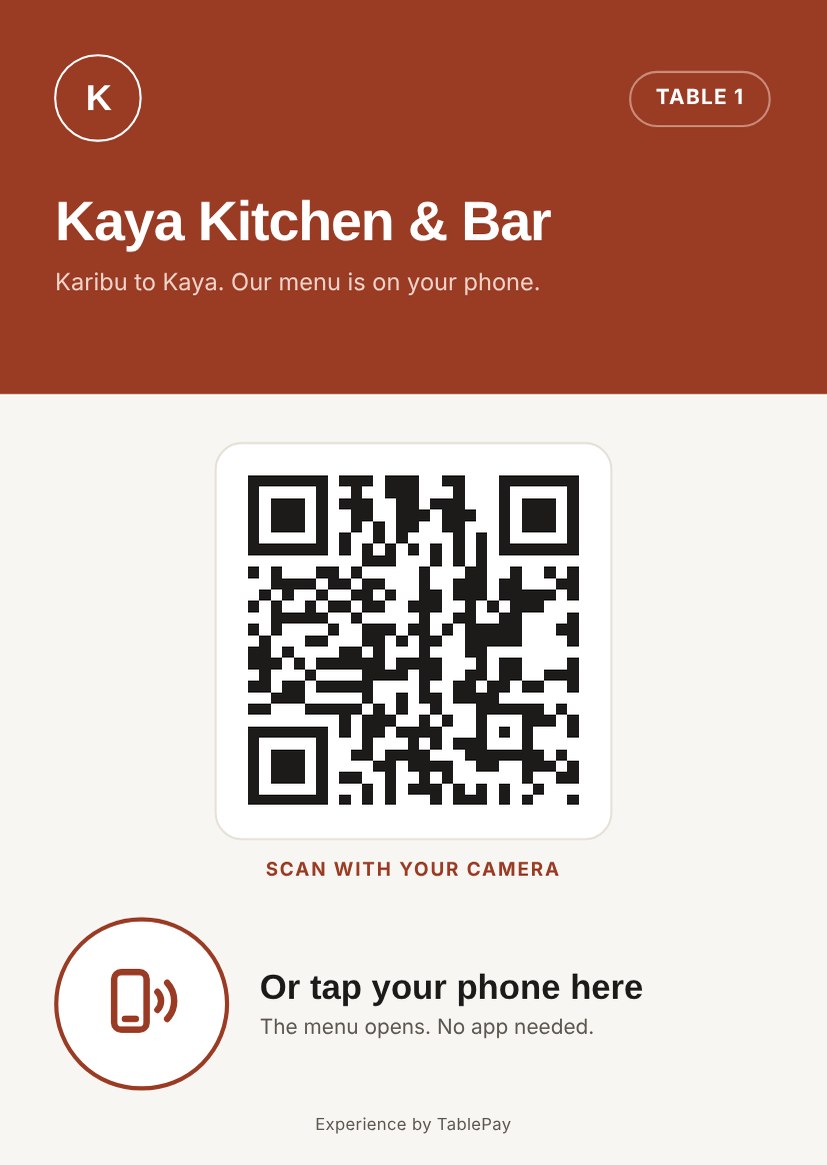 K
TABLE 1
Kaya Kitchen & Bar
Karibu to Kaya. Our menu is on your phone.
SCAN WITH YOUR CAMERA
Or tap your phone here
The menu opens. No app needed.
Experience by TablePay